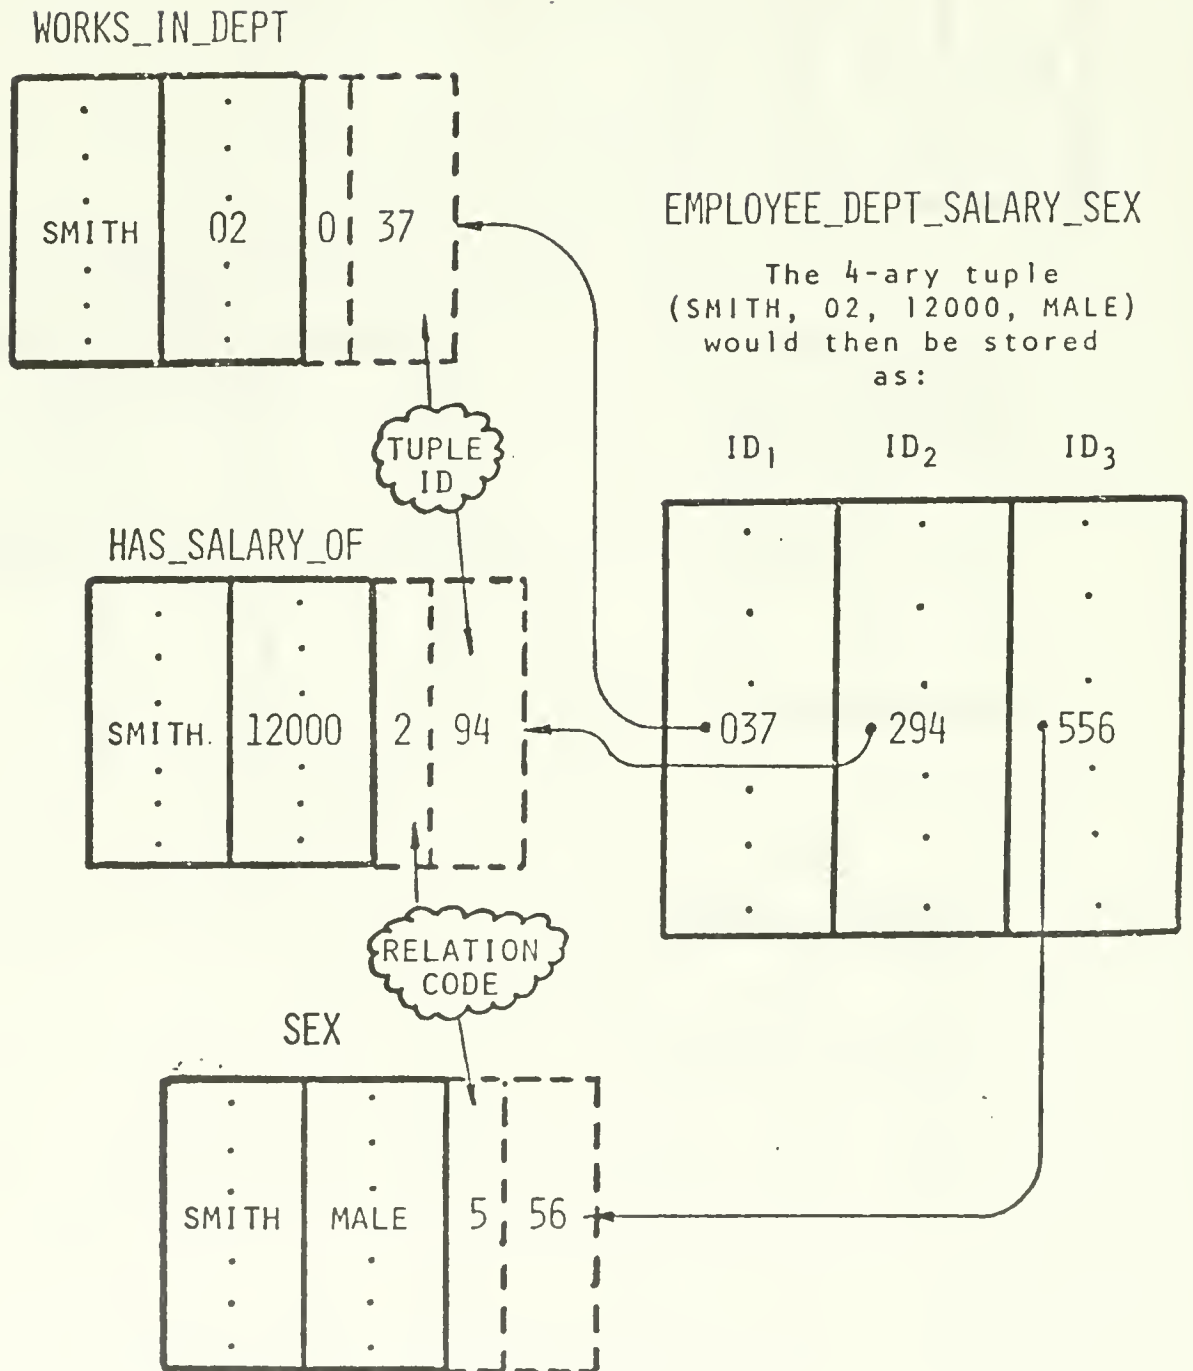 WORKS_IN_DEPT
SMITH 02 0 37
EMPLOYEE_DEPT_SALARY_SEX
The 4-ary tuple
(SMITH, 02, 12000, MALE)
would then be stored
as:
TUPLE
ID
ID1 ID2 ID3
HAS_SALARY_OF
SMITH 12000 2 94
037 294 556
RELATION
CODE
SEX
SMITH MALE 5 56